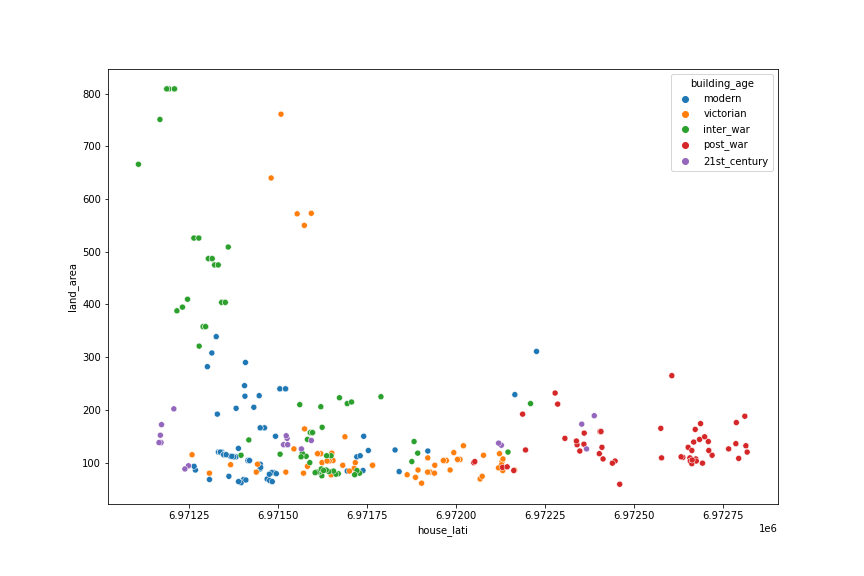 building_age
modern
victorian
inter_war
post_war
21st_century
land_area
800
700
600
500
400
300
200
100
6.97125 6.97150 6.97175 6.97200 6.97225 6.97250 6.97275
1e6
house_lati